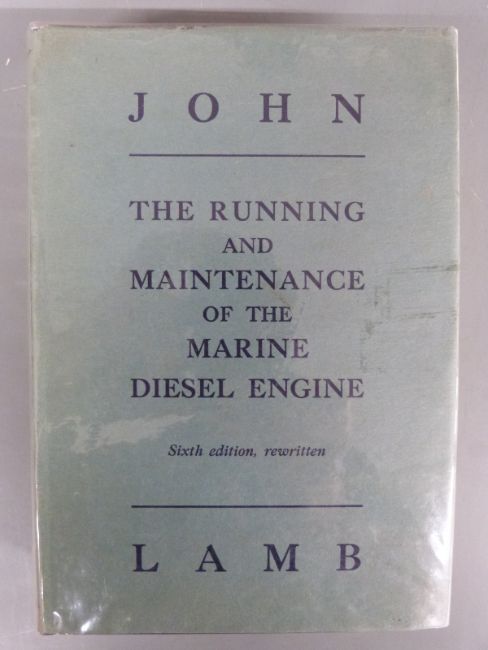 JOHN
THE RUNNING
AND
MAINTENANCE
OF THE
MARINE
DIESEL ENGINE
Sixth edition, rewritten
LAMB